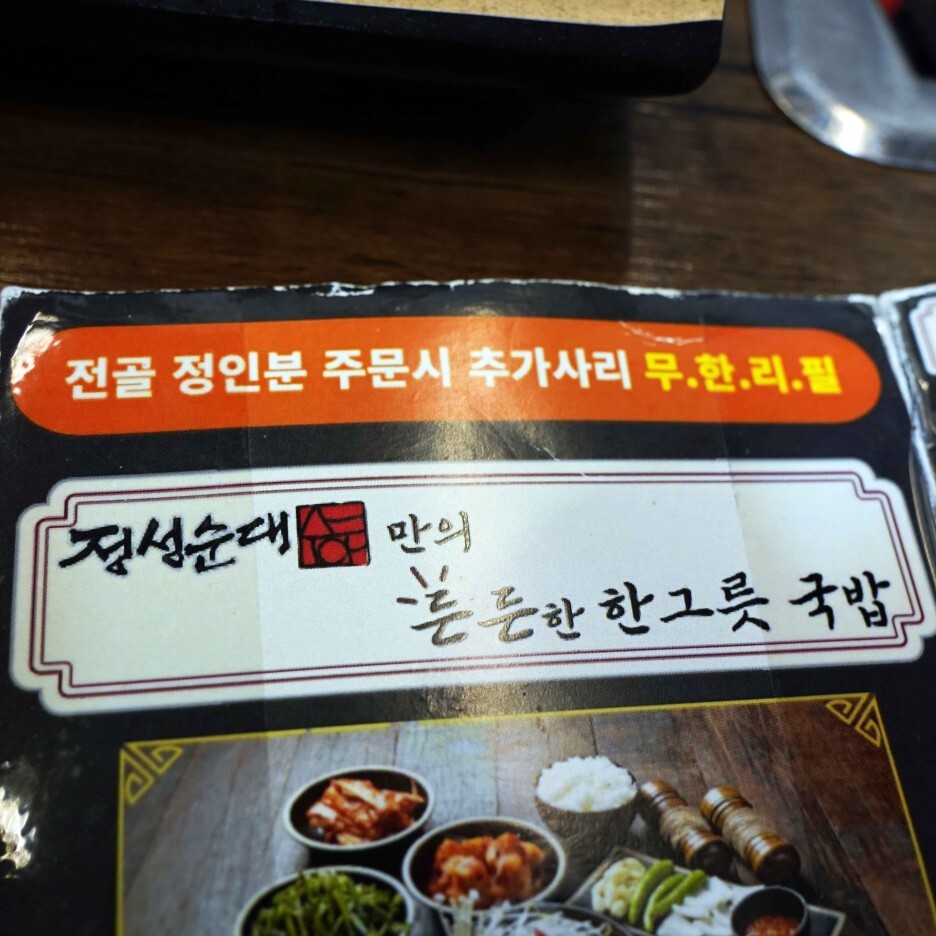 전골 정인분 주문시 추가사리 무.한.리.필
정성순대 만의
든든한 한그릇 국밥